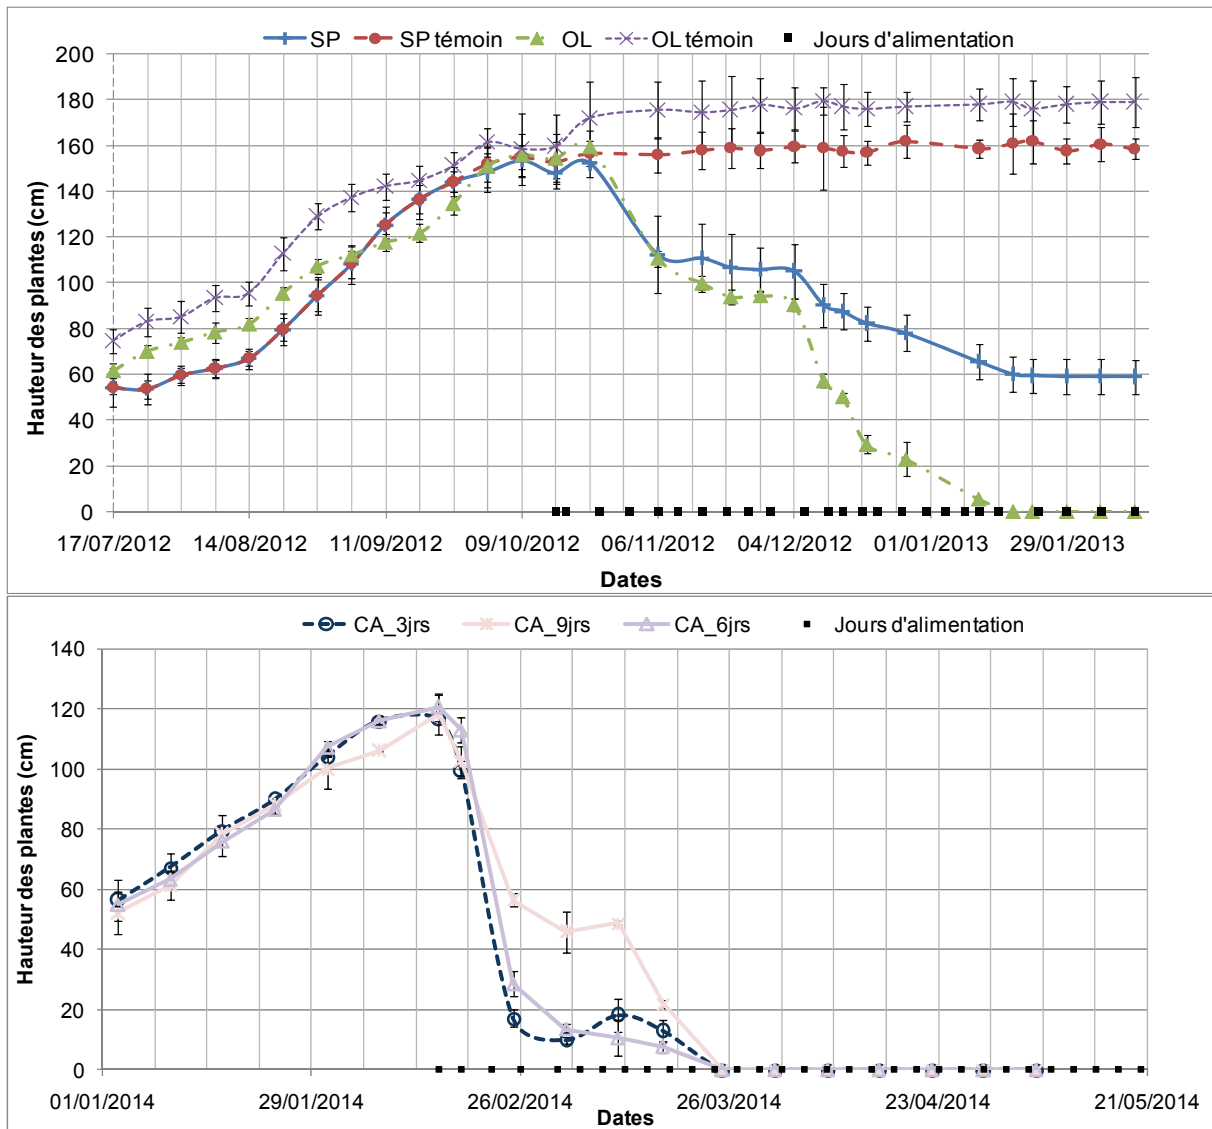 SP SP témoin OL OL témoin Jours d'alimentation
200
180
160
140
120
100
80
60
40
20
0
Hauteur des plantes (cm)
17/07/2012 14/08/2012 11/09/2012 09/10/2012 06/11/2012 04/12/2012 01/01/2013 29/01/2013
Dates
CA_3jrs CA_9jrs CA_6jrs Jours d'alimentation
140
120
100
80
60
40
20
0
Hauteur des plantes (cm)
01/01/2014 29/01/2014 26/02/2014 26/03/2014 23/04/2014 21/05/2014
Dates